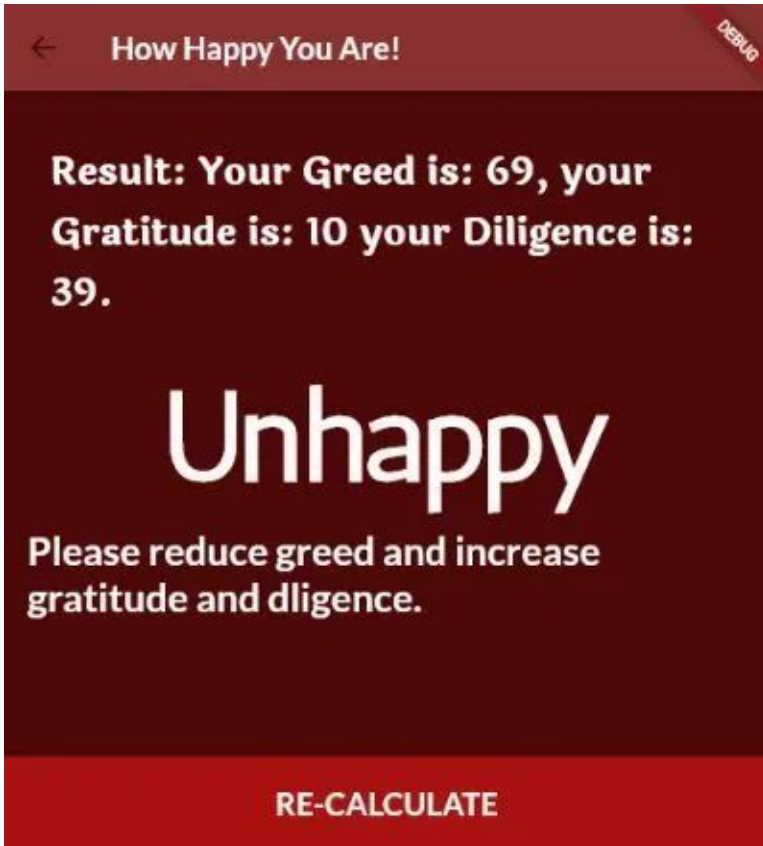 How Happy You Are!
DEBUG
Result: Your Greed is: 69, your
Gratitude is: 10 your Diligence is:
39.
Unhappy
Please reduce greed and increase
gratitude and dligence.
RE-CALCULATE